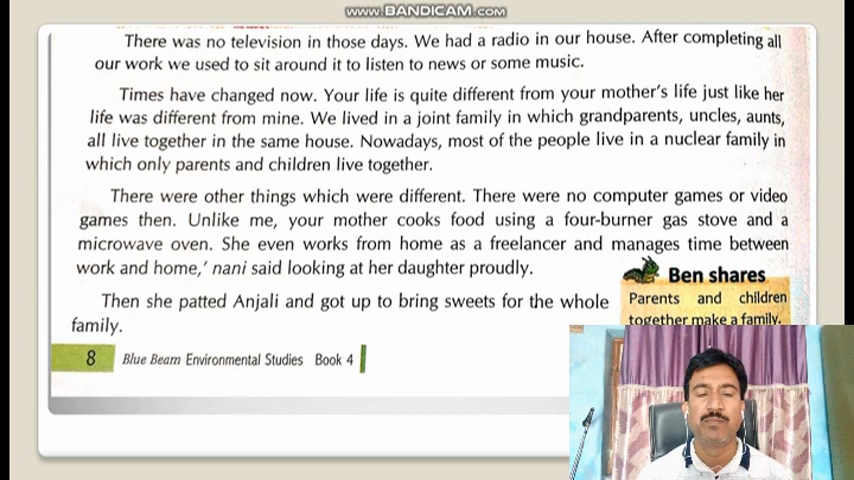 www.BANDICAM.com
There was no television in those days. We had a radio in our house. After completing all
our work we used to sit around it to listen to news or some music.
Times have changed now. Your life is quite different from your mother's life just like her
life was different from mine. We lived in a joint family in which grandparents, uncles, aunts,
all live together in the same house. Nowadays, most of the people live in a nuclear family in
which only parents and children live together.
There were other things which were different. There were no computer games or video
games then. Unlike me, your mother cooks food using a four-burner gas stove and a
microwave oven. She even works from home as a freelancer and manages time between
work and home,' nani said looking at her daughter proudly.
Then she patted Anjali and got up to bring sweets for the whole
family.
Ben shares
Parents and children
together make a family.
8 Blue Beam Environmental Studies Book 4